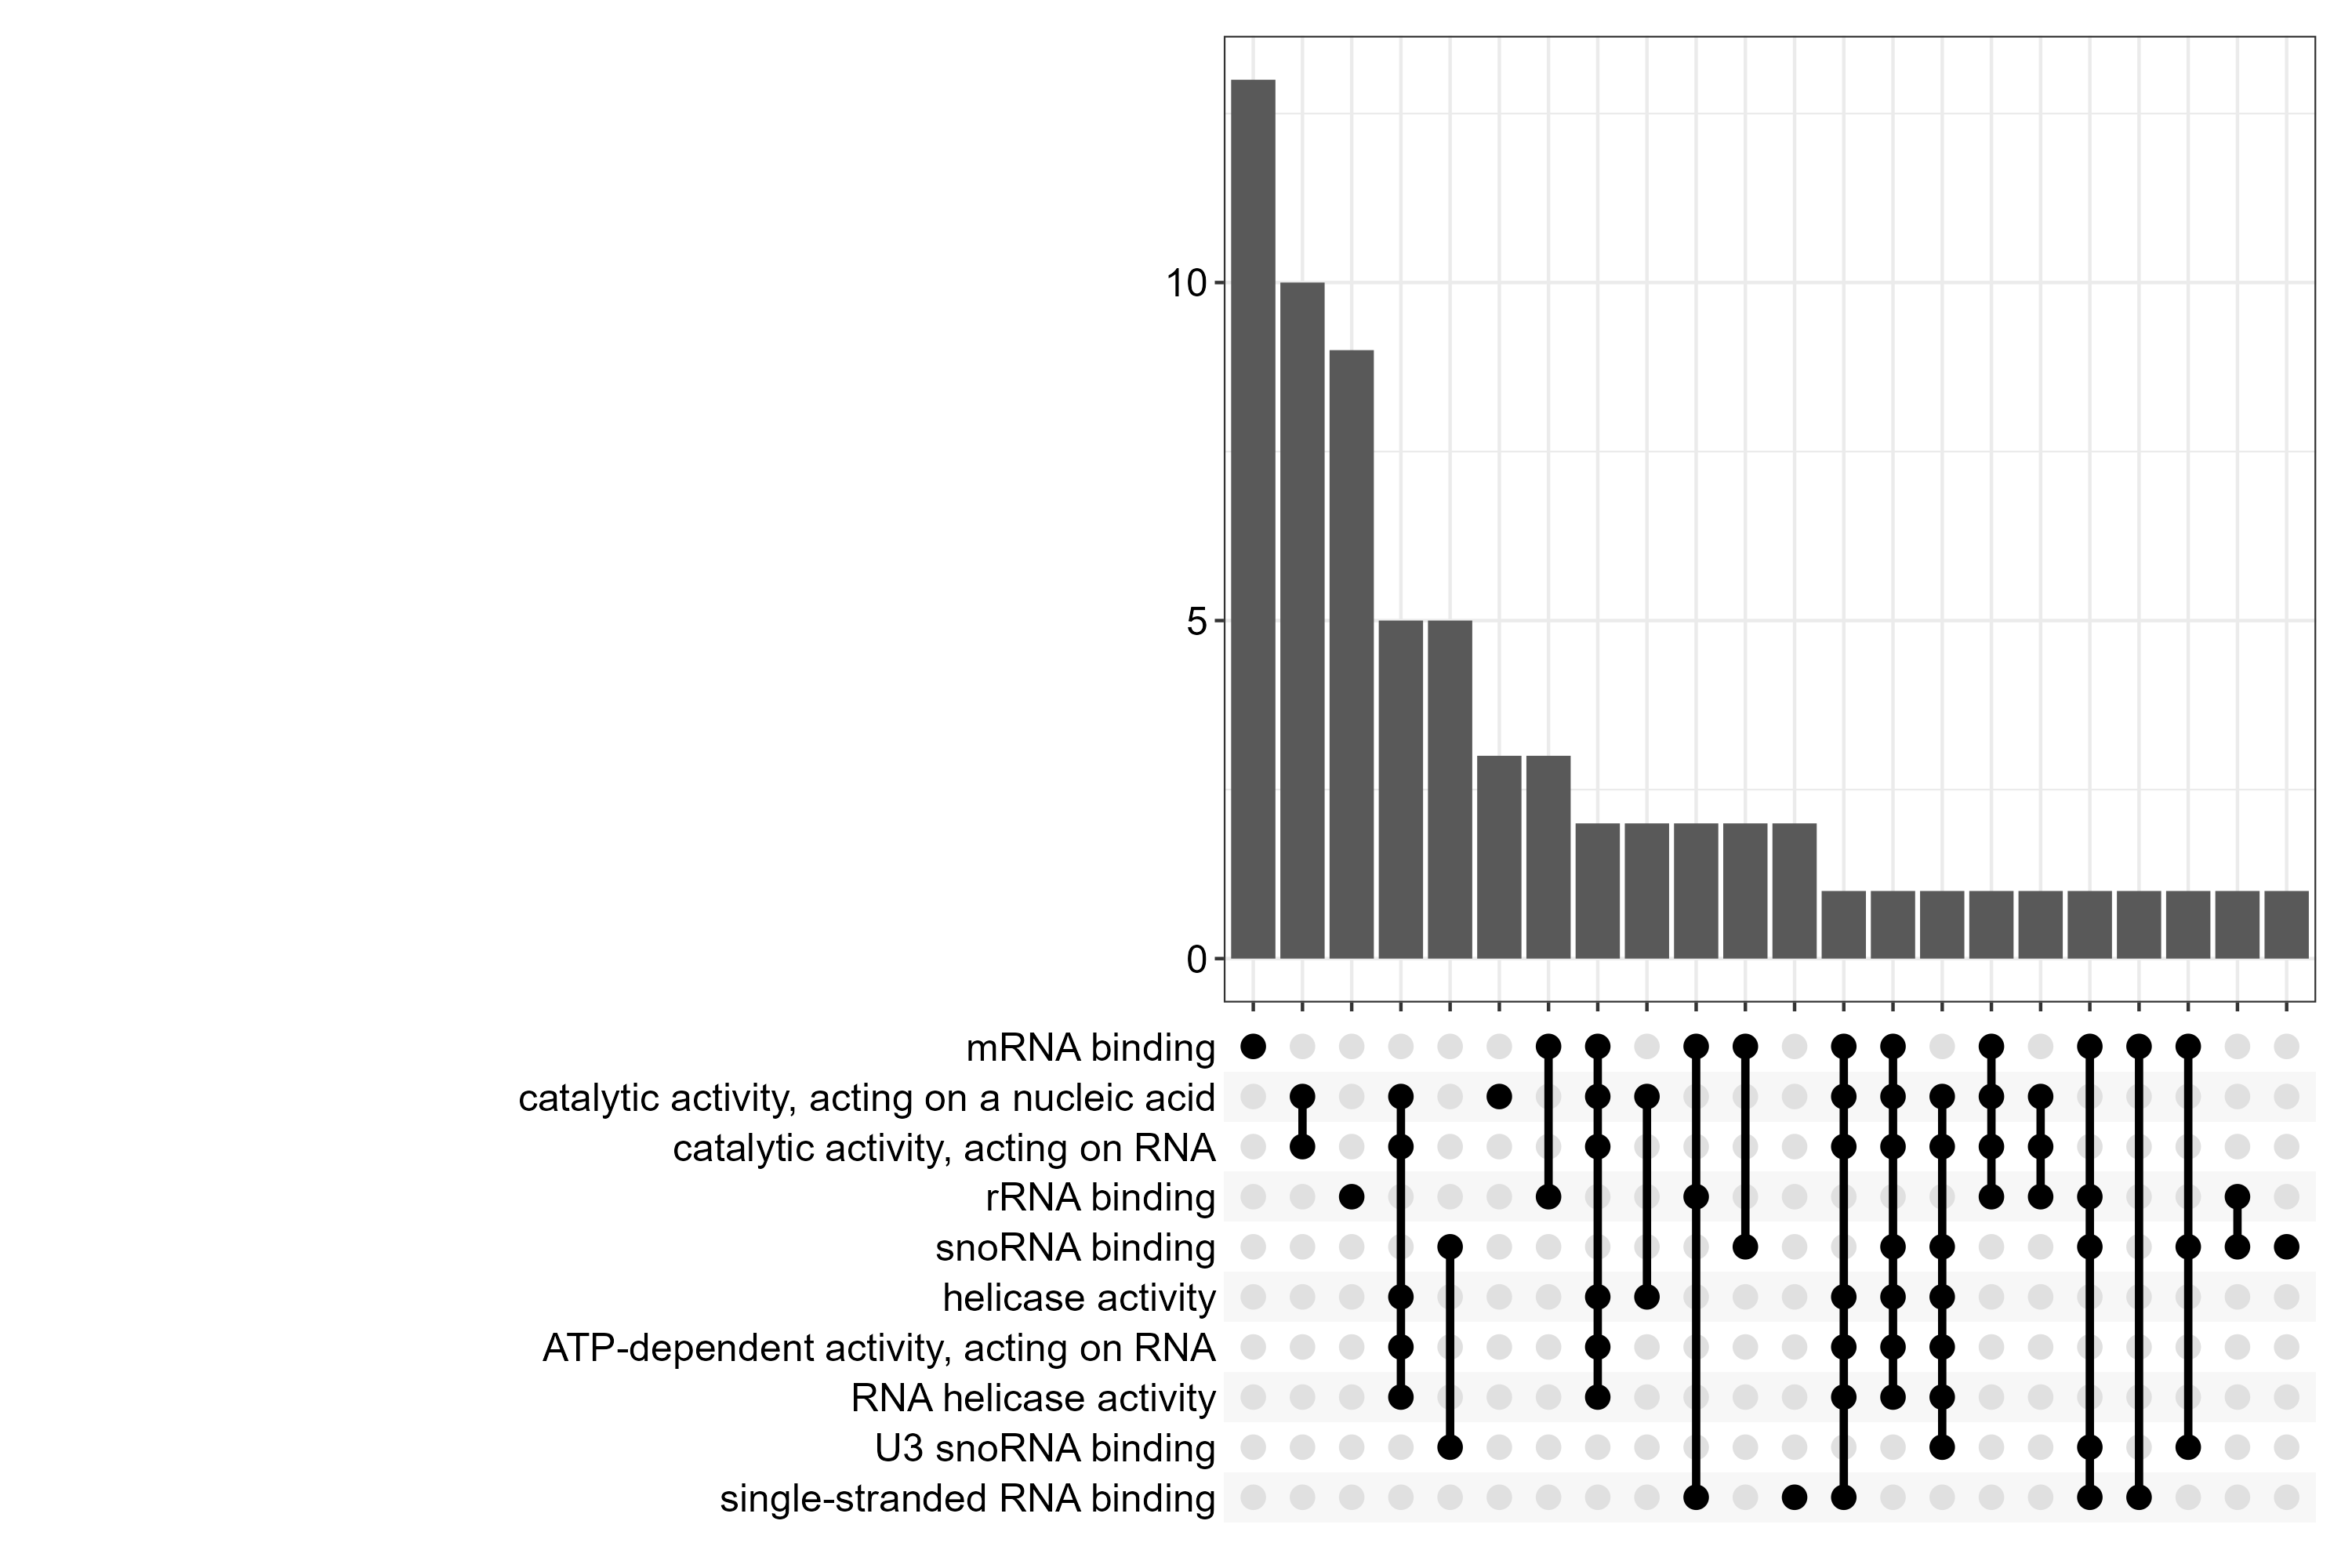 10
5
0
mRNA binding
catalytic activity, acting on a nucleic acid
catalytic activity, acting on RNA
rRNA binding
snoRNA binding
helicase activity
ATP-dependent activity, acting on RNA
RNA helicase activity
U3 snoRNA binding
single-stranded RNA binding